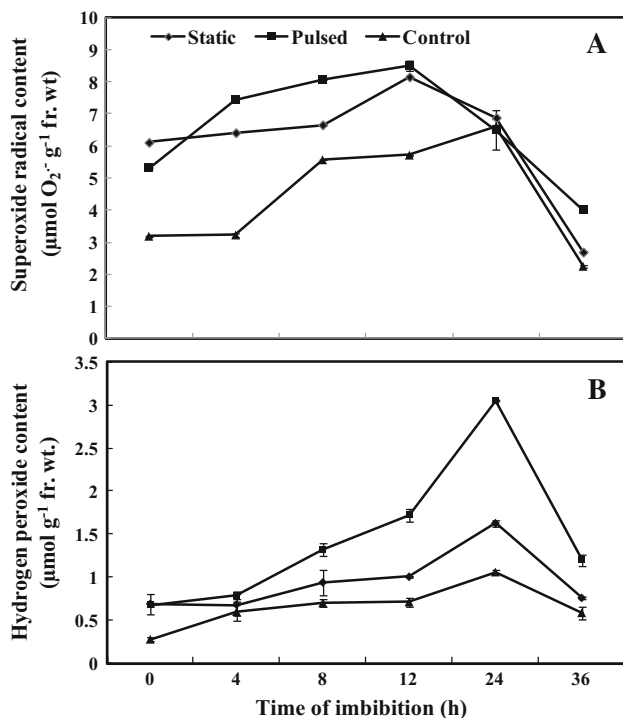 Static Pulsed Control
A
Superoxide radical content
(µmol O₂·⁻ g⁻¹ fr. wt)
10
9
8
7
6
5
4
3
2
1
0
B
Hydrogen peroxide content
(µmol g⁻¹ fr. wt.)
3.5
3
2.5
2
1.5
1
0.5
0
0 4 8 12 24 36
Time of imbibition (h)